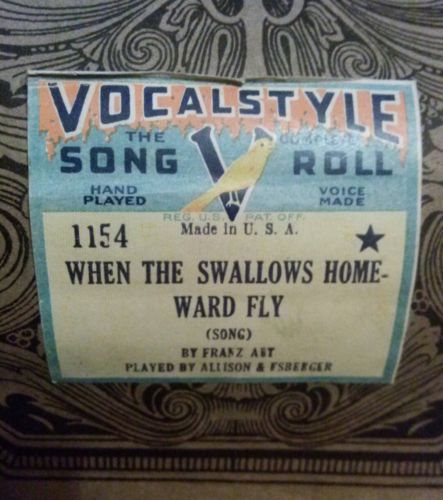 VOCALSTYLE
THE COMPLETE
SONG V ROLL
HAND PLAYED VOICE MADE
REG. U.S. PAT. OFF.
Made in U. S. A.
1154 ★
WHEN THE SWALLOWS HOME-
WARD FLY
(SONG)
BY FRANZ ABT
PLAYED BY ALLISON & ESBERGER